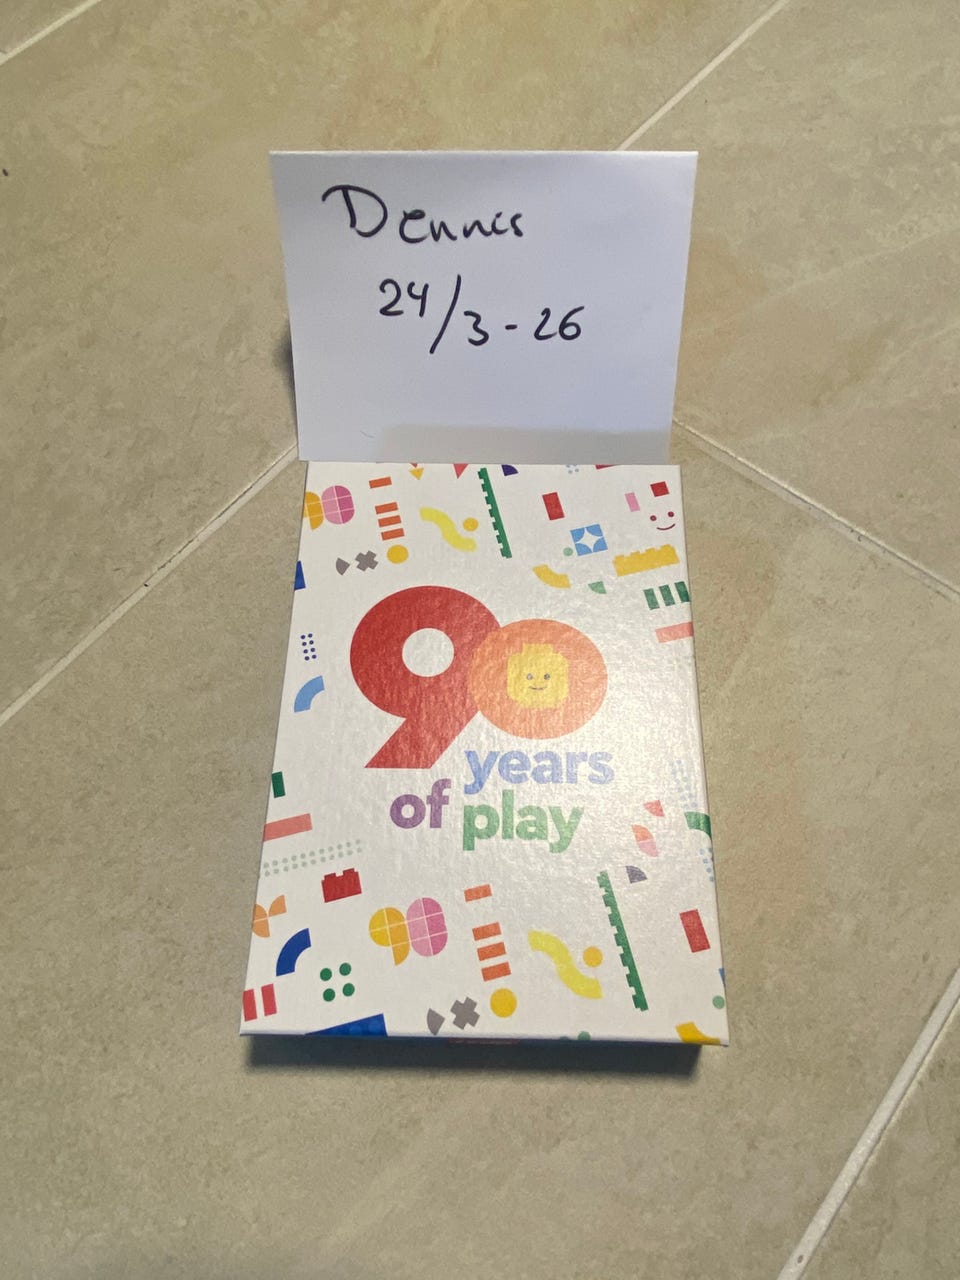 Dennis
24/3-26
90
years
of play